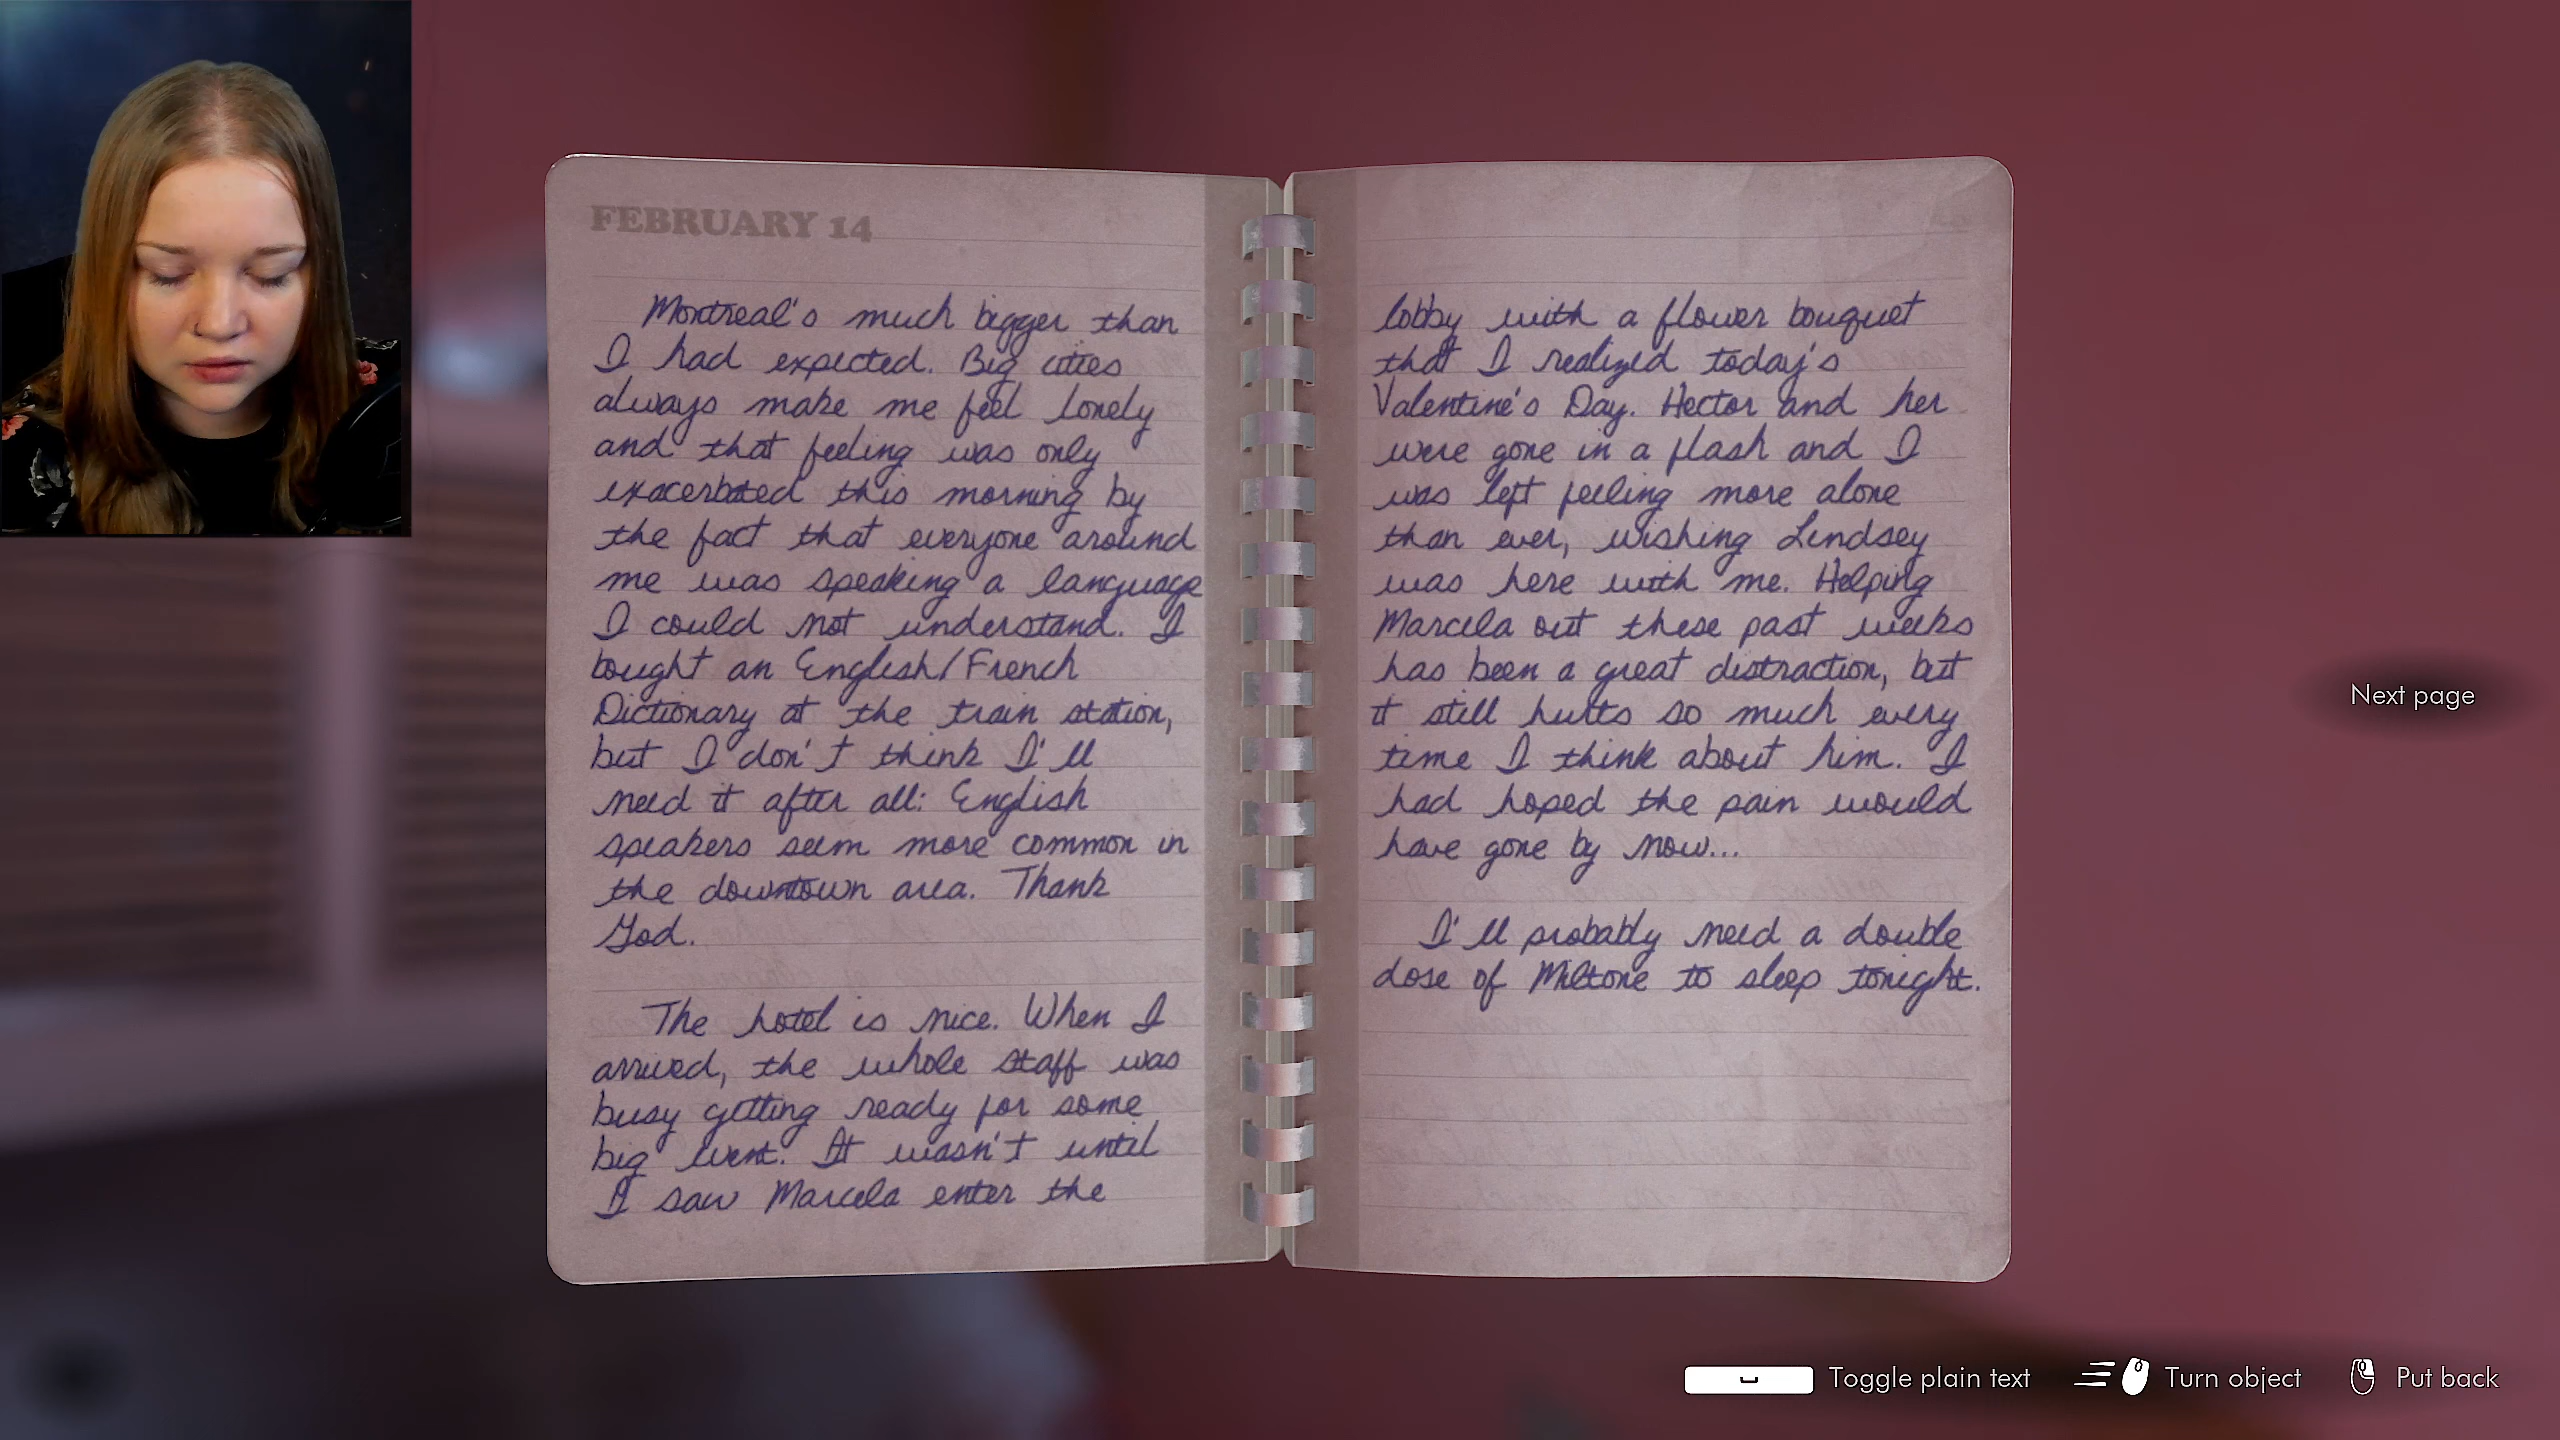 FEBRUARY 14
Montreal's much bigger than
I had expected. Big cities
always make me feel lonely
and that feeling was only
exacerbated this morning by
the fact that everyone around
me was speaking a language
I could not understand. I
bought an English/French
Dictionary at the train station,
but I don't think I'll
need it after all: English
speakers seem more common in
the downtown area. Thank
God.
The hotel is nice. When I
arrived, the whole staff was
busy getting ready for some
big event. It wasn't until
I saw Marcela enter the
lobby with a flower bouquet
that I realized today's
Valentine's Day. Hector and her
were gone in a flash and I
was left feeling more alone
than ever, wishing Lindsey
was here with me. Helping
Marcela out these past weeks
has been a great distraction, but
it still hurts so much every
time I think about him. I
had hoped the pain would
have gone by now...
I'll probably need a double
dose of Miltone to sleep tonight.
Next page
Toggle plain text
Turn object
Put back